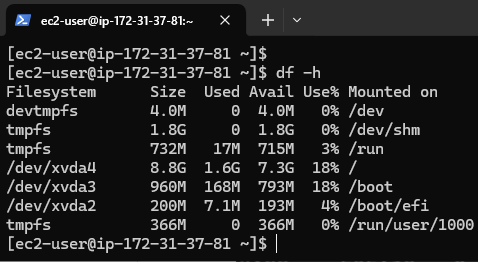 ec2-user@ip-172-31-37-81:~
[ec2-user@ip-172-31-37-81 ~]$
[ec2-user@ip-172-31-37-81 ~]$ df -h
Filesystem      Size  Used Avail Use% Mounted on
devtmpfs        4.0M     0  4.0M   0% /dev
tmpfs           1.8G     0  1.8G   0% /dev/shm
tmpfs           732M   17M  715M   3% /run
/dev/xvda4      8.8G  1.6G  7.3G  18% /
/dev/xvda3      960M  168M  793M  18% /boot
/dev/xvda2      200M  7.1M  193M   4% /boot/efi
tmpfs           366M     0  366M   0% /run/user/1000
[ec2-user@ip-172-31-37-81 ~]$